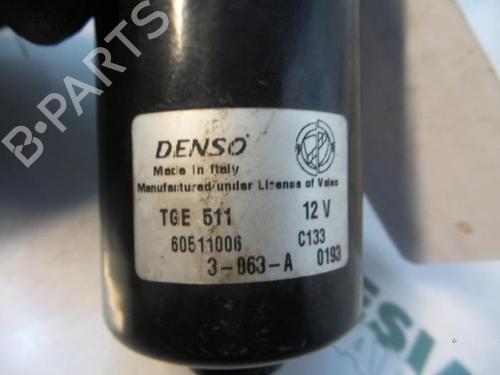 B·PARTS
DENSO
Made in Italy
Manufactured under License of Valeo
TGE 511 12 V
60511006 C133
3-063-A 0193